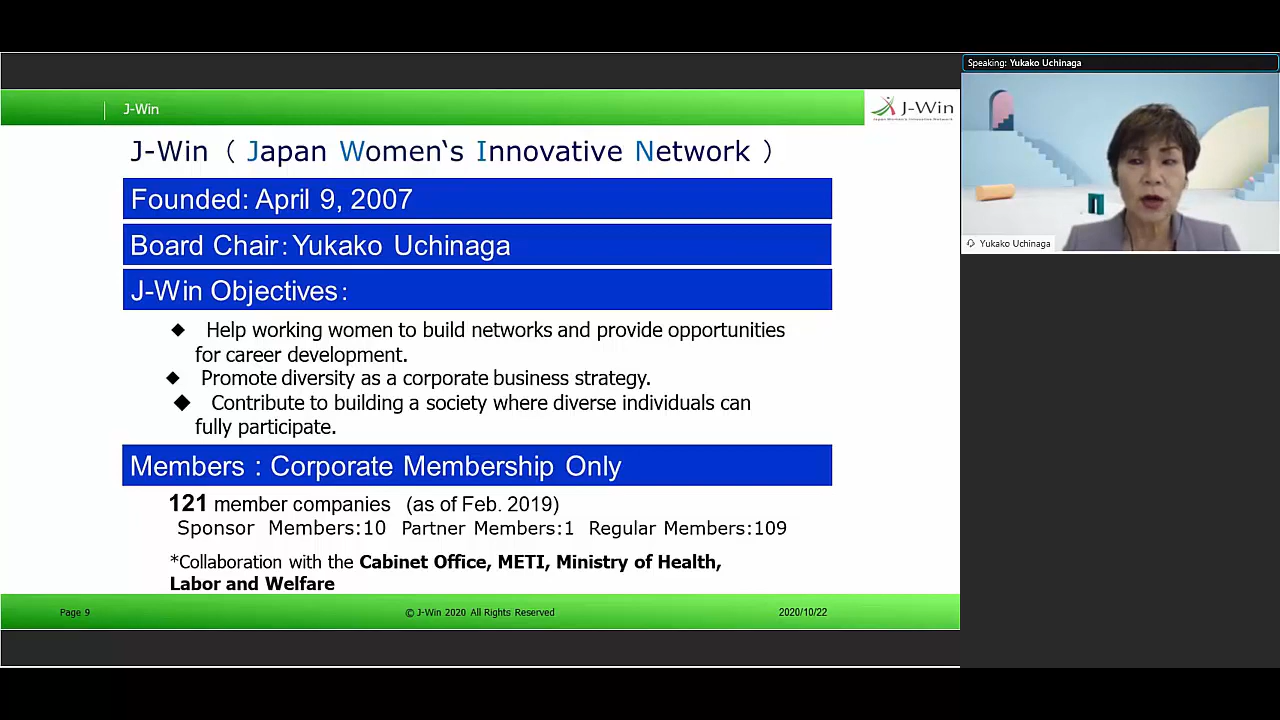 J-Win
J-Win
Speaking: Yukako Uchinaga
J-Win（Japan Women‘s Innovative Network）
Founded: April 9, 2007
Board Chair：Yukako Uchinaga
J-Win Objectives：
◆ Help working women to build networks and provide opportunities
for career development.
◆ Promote diversity as a corporate business strategy.
◆ Contribute to building a society where diverse individuals can
fully participate.
Members : Corporate Membership Only
121 member companies (as of Feb. 2019)
Sponsor Members:10 Partner Members:1 Regular Members:109
*Collaboration with the Cabinet Office, METI, Ministry of Health,
Labor and Welfare
Page 9
© J-Win 2020 All Rights Reserved
2020/10/22
Yukako Uchinaga